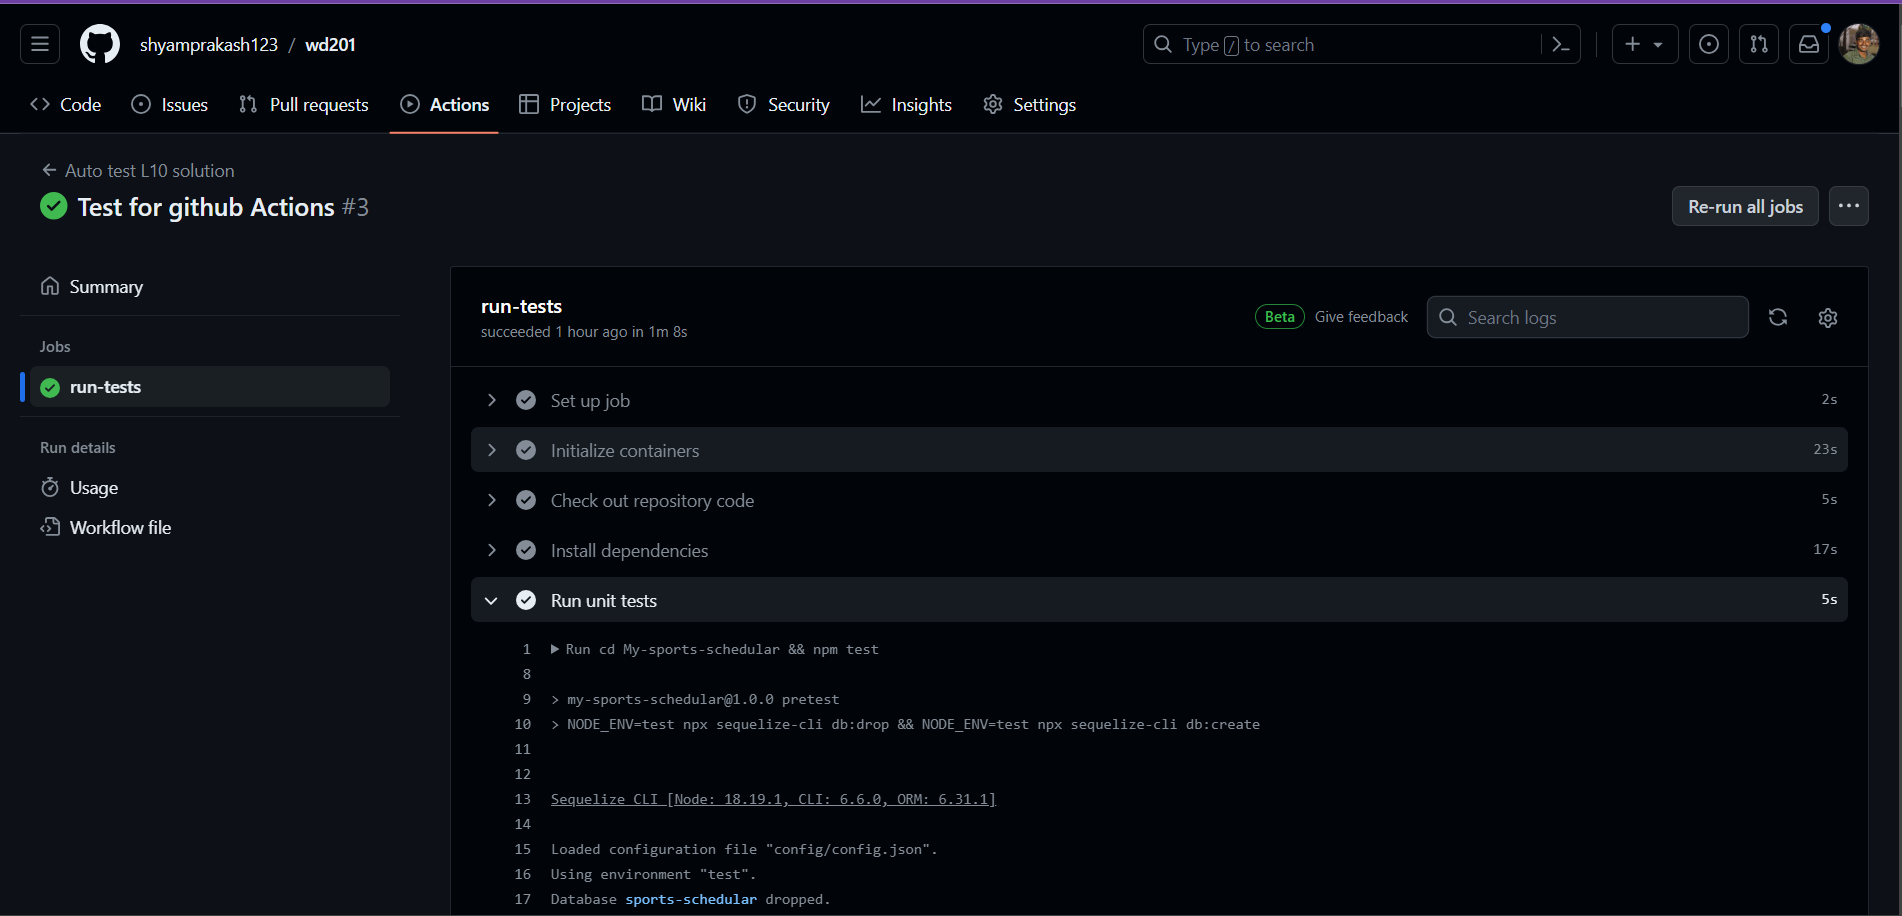 shyamprakash123 / wd201
Type / to search
Code Issues Pull requests Actions Projects Wiki Security Insights Settings
Auto test L10 solution
Test for github Actions #3
Re-run all jobs
Summary
Jobs
run-tests
Run details
Usage
Workflow file
run-tests
succeeded 1 hour ago in 1m 8s
Beta Give feedback
Search logs
Set up job 2s
Initialize containers 23s
Check out repository code 5s
Install dependencies 17s
Run unit tests 5s
1 Run cd My-sports-schedular && npm test
8
9 > my-sports-schedular@1.0.0 pretest
10 > NODE_ENV=test npx sequelize-cli db:drop && NODE_ENV=test npx sequelize-cli db:create
11
12
13 Sequelize CLI [Node: 18.19.1, CLI: 6.6.0, ORM: 6.31.1]
14
15 Loaded configuration file "config/config.json".
16 Using environment "test".
17 Database sports-schedular dropped.